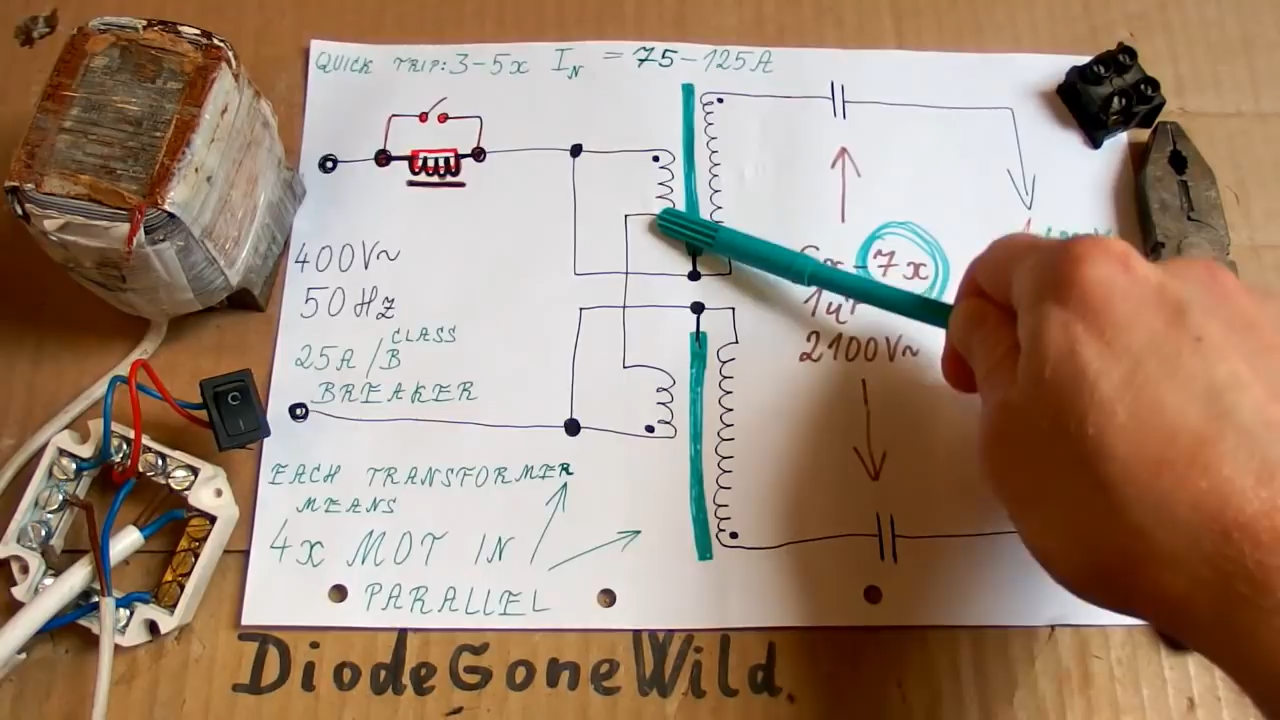 QUICK TRIP: 3-5x IN = 75-125A
400V~
50Hz
25A/CLASS B
BREAKER
7x
2100V~
EACH TRANSFORMER
MEANS
4x MOT IN
PARALLEL
DiodeGoneWild